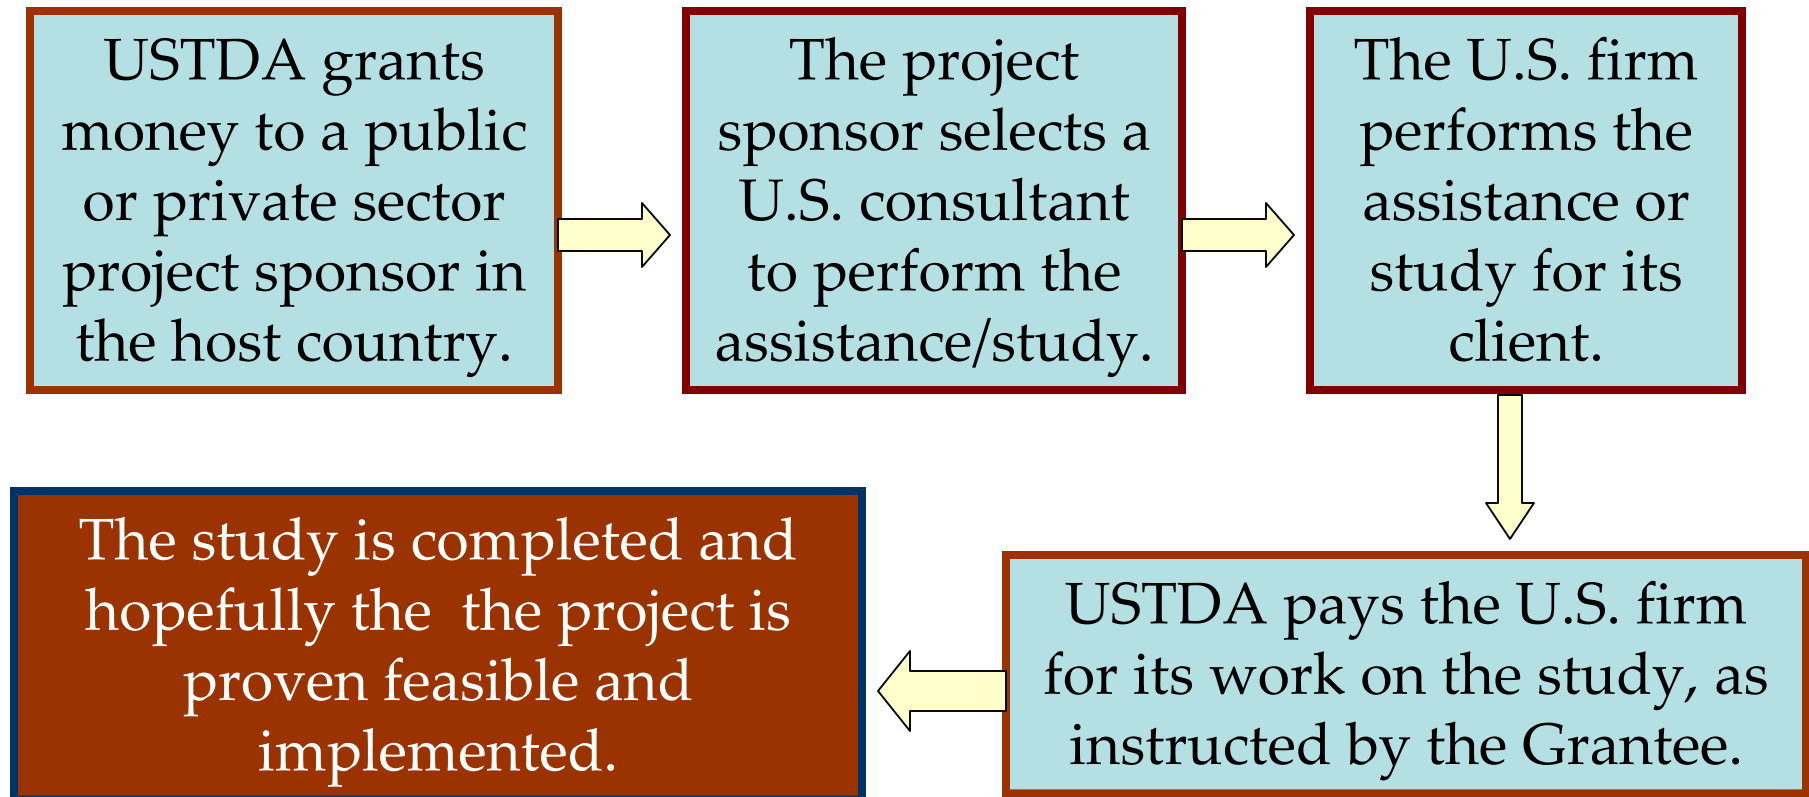 USTDA grants
money to a public
or private sector
project sponsor in
the host country.
The project
sponsor selects a
U.S. consultant
to perform the
assistance/study.
The U.S. firm
performs the
assistance or
study for its
client.
USTDA pays the U.S. firm
for its work on the study, as
instructed by the Grantee.
The study is completed and
hopefully the  the project is
proven feasible and
implemented.